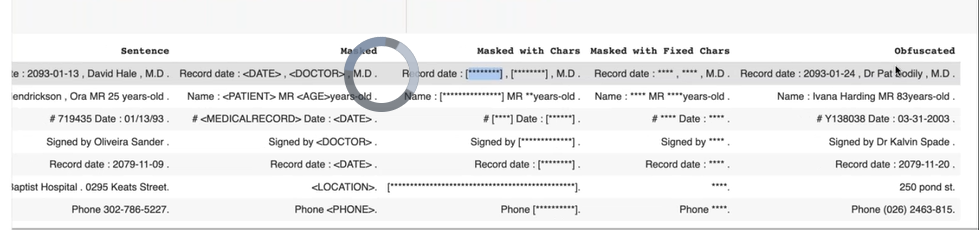 Sentence Masked Masked with Chars Masked with Fixed Chars Obfuscated
e : 2093-01-13 , David Hale , M.D . Record date : <DATE> , <DOCTOR> , M.D . Record date : [********] , [********] , M.D . Record date : **** , **** , M.D . Record date : 2093-01-24 , Dr Pat Bodily , M.D .
endrickson , Ora MR 25 years-old . Name : <PATIENT> MR <AGE>years-old . Name : [**************] MR **years-old . Name : **** MR ****years-old . Name : Ivana Harding MR 83years-old .
# 719435 Date : 01/13/93 . # <MEDICALRECORD> Date : <DATE> . # [****] Date : [******] . # **** Date : **** . # Y138038 Date : 03-31-2003 .
Signed by Oliveira Sander . Signed by <DOCTOR> . Signed by [*************] . Signed by **** . Signed by Dr Kalvin Spade .
Record date : 2079-11-09 . Record date : <DATE> . Record date : [********] . Record date : **** . Record date : 2079-11-20 .
Baptist Hospital . 0295 Keats Street. <LOCATION>. [***********************************************]. ****. 250 pond st.
Phone 302-786-5227. Phone <PHONE>. Phone [**********]. Phone ****. Phone (026) 2463-815.